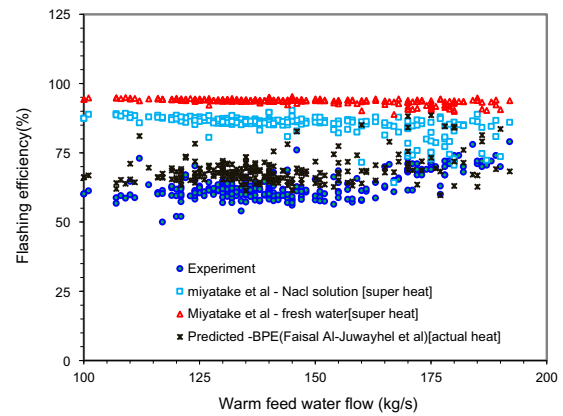 125
100
75
50
25
0
Flashing efficiency(%)
Experiment
miyatake et al - Nacl solution [super heat]
Miyatake et al - fresh water[super heat]
Predicted -BPE(Faisal Al-Juwayhel et al)[actual heat]
100 125 150 175 200
Warm feed water flow (kg/s)